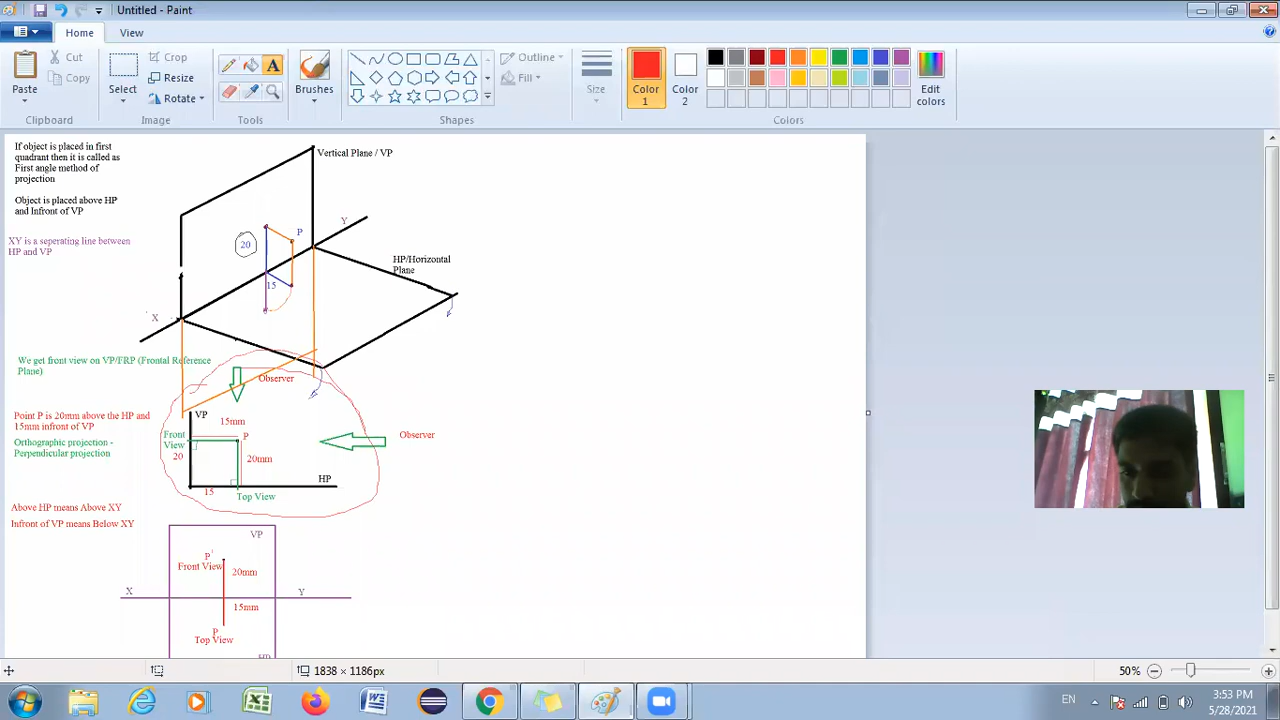 Untitled - Paint
Home
View
Paste
Cut
Copy
Clipboard
Select
Crop
Resize
Rotate
Image
A
Tools
Brushes
Shapes
Outline
Fill
Size
Color
1
Color
2
Edit
colors
Colors
If object is placed in first
quadrant then it is called as
First angle method of
projection
Object is placed above HP
and Infront of VP
XY is a seperating line between
HP and VP
Vertical Plane / VP
Y
P
20
15
X
HP/Horizontal
Plane
We get front view on VP/FRP (Frontal Reference
Plane)
Observer
Point P is 20mm above the HP and
15mm infront of VP
Orthographic projection -
Perpendicular projection
VP
15mm
Front
View
20
P
20mm
HP
15
Top View
Observer
Above HP means Above XY
Infront of VP means Below XY
VP
P'
Front View
20mm
X
Y
15mm
P
Top View
HP
1838 × 1186px
50%
EN
3:53 PM
5/28/2021